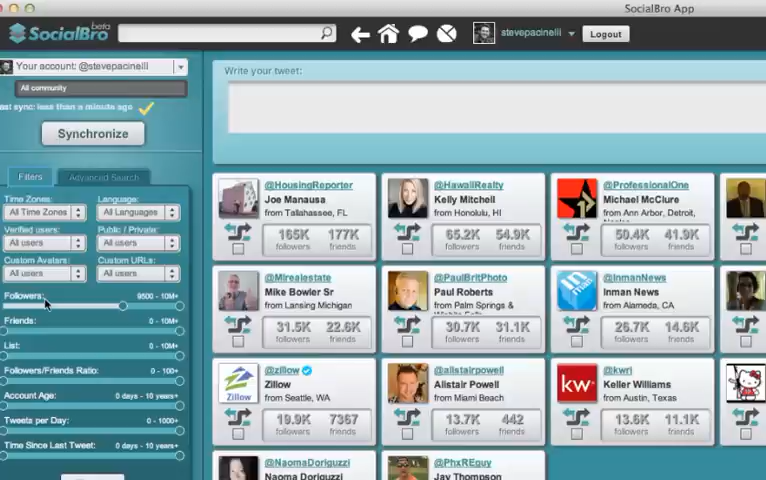 SocialBro App
SocialBro beta
stevepacinelli
Logout
Your account: @stevepacinelli
All community
last sync: less than a minute ago
Synchronize
Filters
Advanced Search
Time Zones:
Language:
All Time Zones
All Languages
Verified users:
Public / Private:
All users
All users
Custom Avatars:
Custom URLs:
All users
All users
Followers:
9500 - 10M+
Friends:
0 - 10M+
List:
0 - 10M+
Followers/Friends Ratio:
0 - 100+
Account Age:
0 days - 10 years+
Tweets per Day:
0 - 1000+
Time Since Last Tweet:
0 days - 10 years+
Write your tweet:
@HousingReporter
Joe Manausa
from Tallahassee, FL
165K
177K
followers
friends
@HawaiiRealty
Kelly Mitchell
from Honolulu, HI
65.2K
54.9K
followers
friends
@ProfessionalOne
Michael McClure
from Ann Arbor, Detroit,
50.4K
41.9K
followers
friends
@MIrealestate
Mike Bowler Sr
from Lansing Michigan
31.5K
22.6K
followers
friends
@PaulBritPhoto
Paul Roberts
from Palm Springs &
30.7K
31.1K
followers
friends
@InmanNews
Inman News
from Alameda, CA
26.7K
14.6K
followers
friends
Zillow
@zillow
Zillow
from Seattle, WA
19.9K
7367
followers
friends
@alistairpowell
Alistair Powell
from Miami Beach
13.7K
442
followers
friends
kw
@kwri
Keller Williams
from Austin, Texas
13.6K
11.1K
followers
friends
@NaomaDoriguzzi
Naoma Doriguzzi
@PhxREguy
Jay Thompson